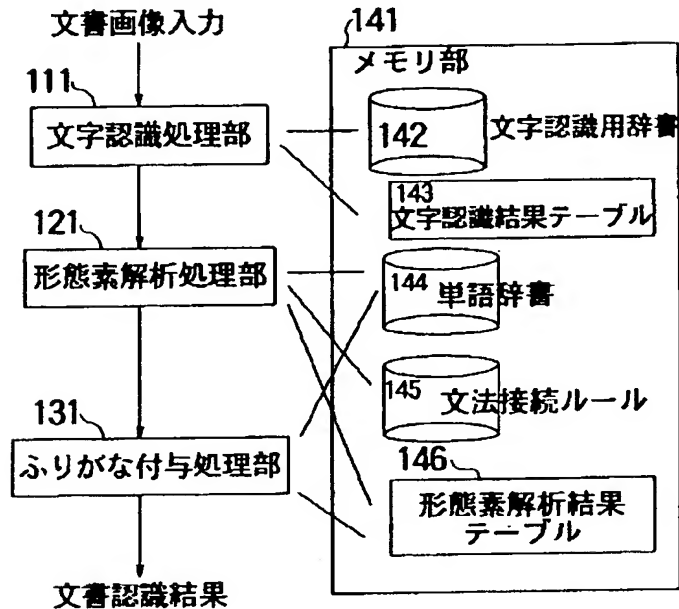 文書画像入力
111
文字認識処理部
121
形態素解析処理部
131
ふりがな付与処理部
文書認識結果
141
メモリ部
142
文字認識用辞書
143
文字認識結果テーブル
144
単語辞書
145
文法接続ルール
146
形態素解析結果
テーブル